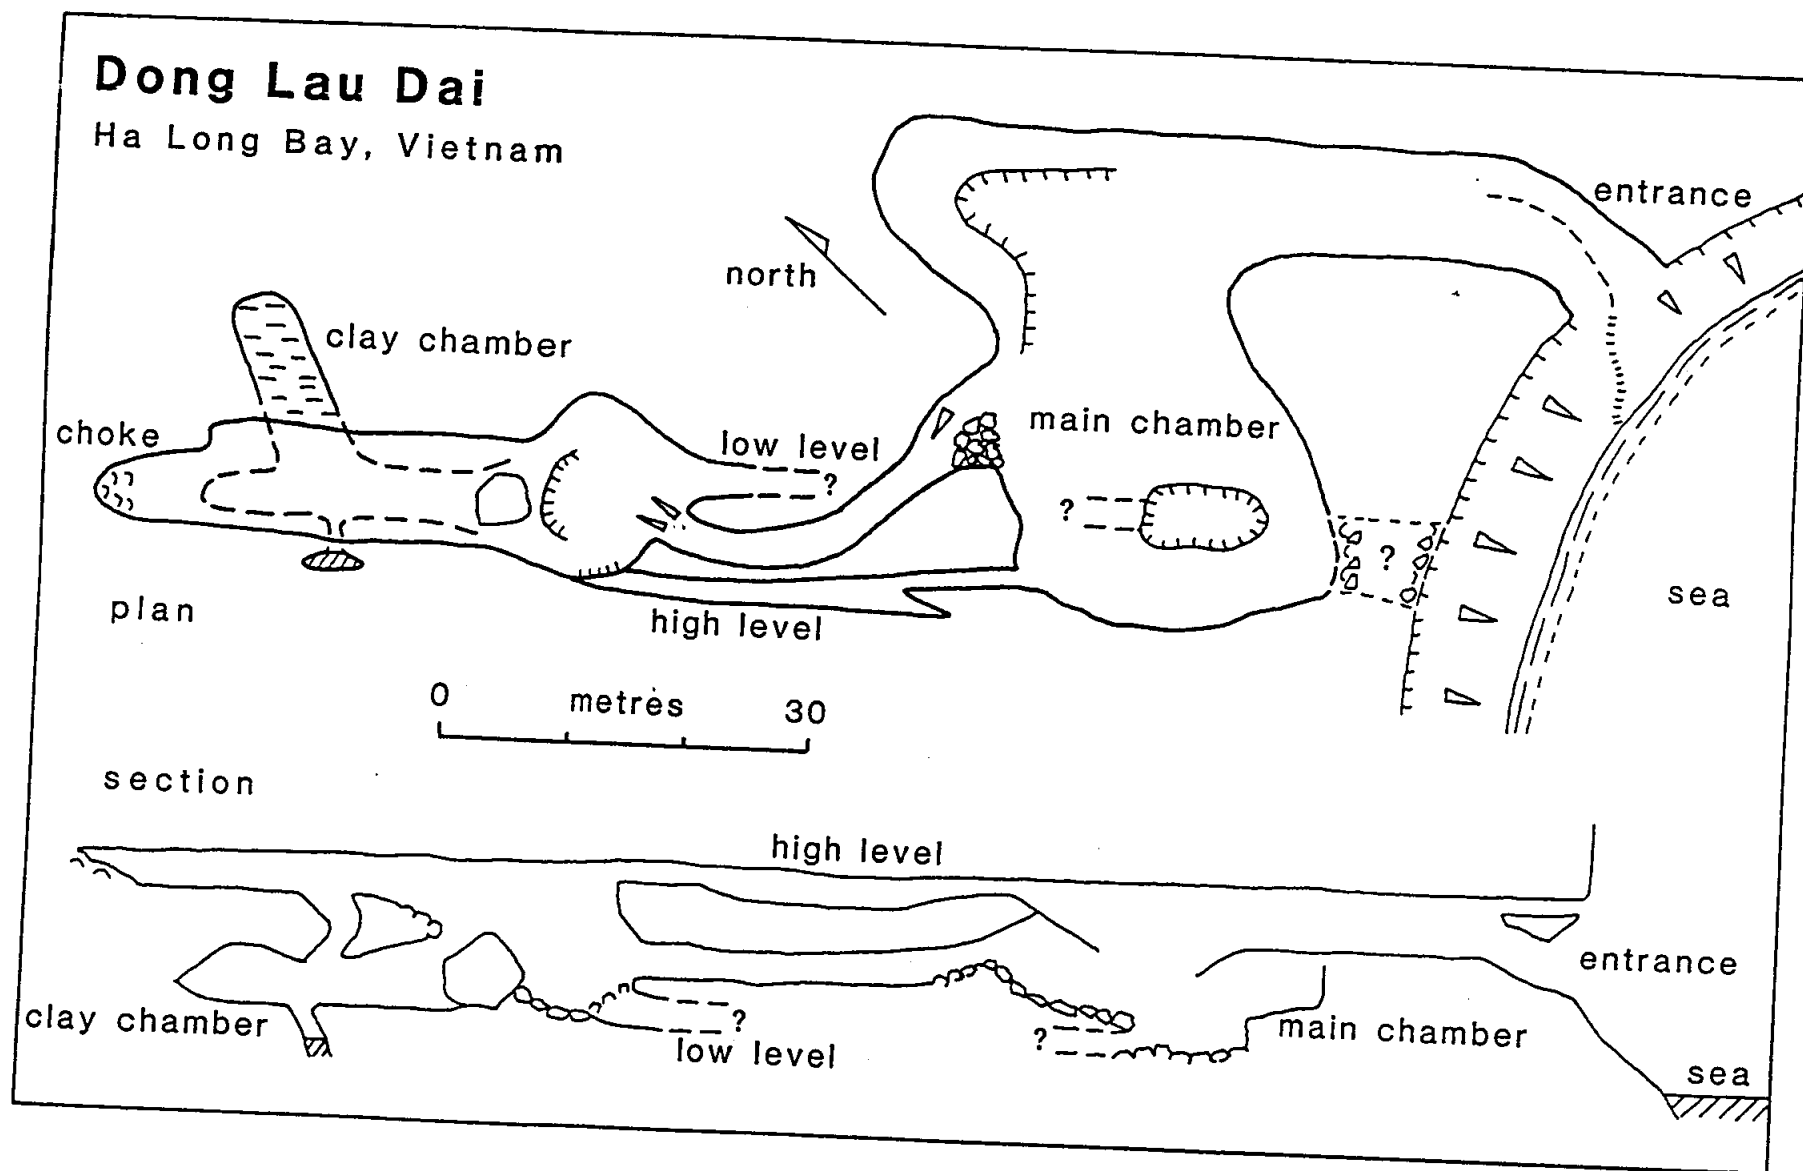 Dong Lau Dai
Ha Long Bay, Vietnam
entrance
north
clay chamber
choke
low level
?
main chamber
?
?
plan
high level
sea
0 metres 30
section
high level
entrance
clay chamber
?
low level
?
main chamber
sea